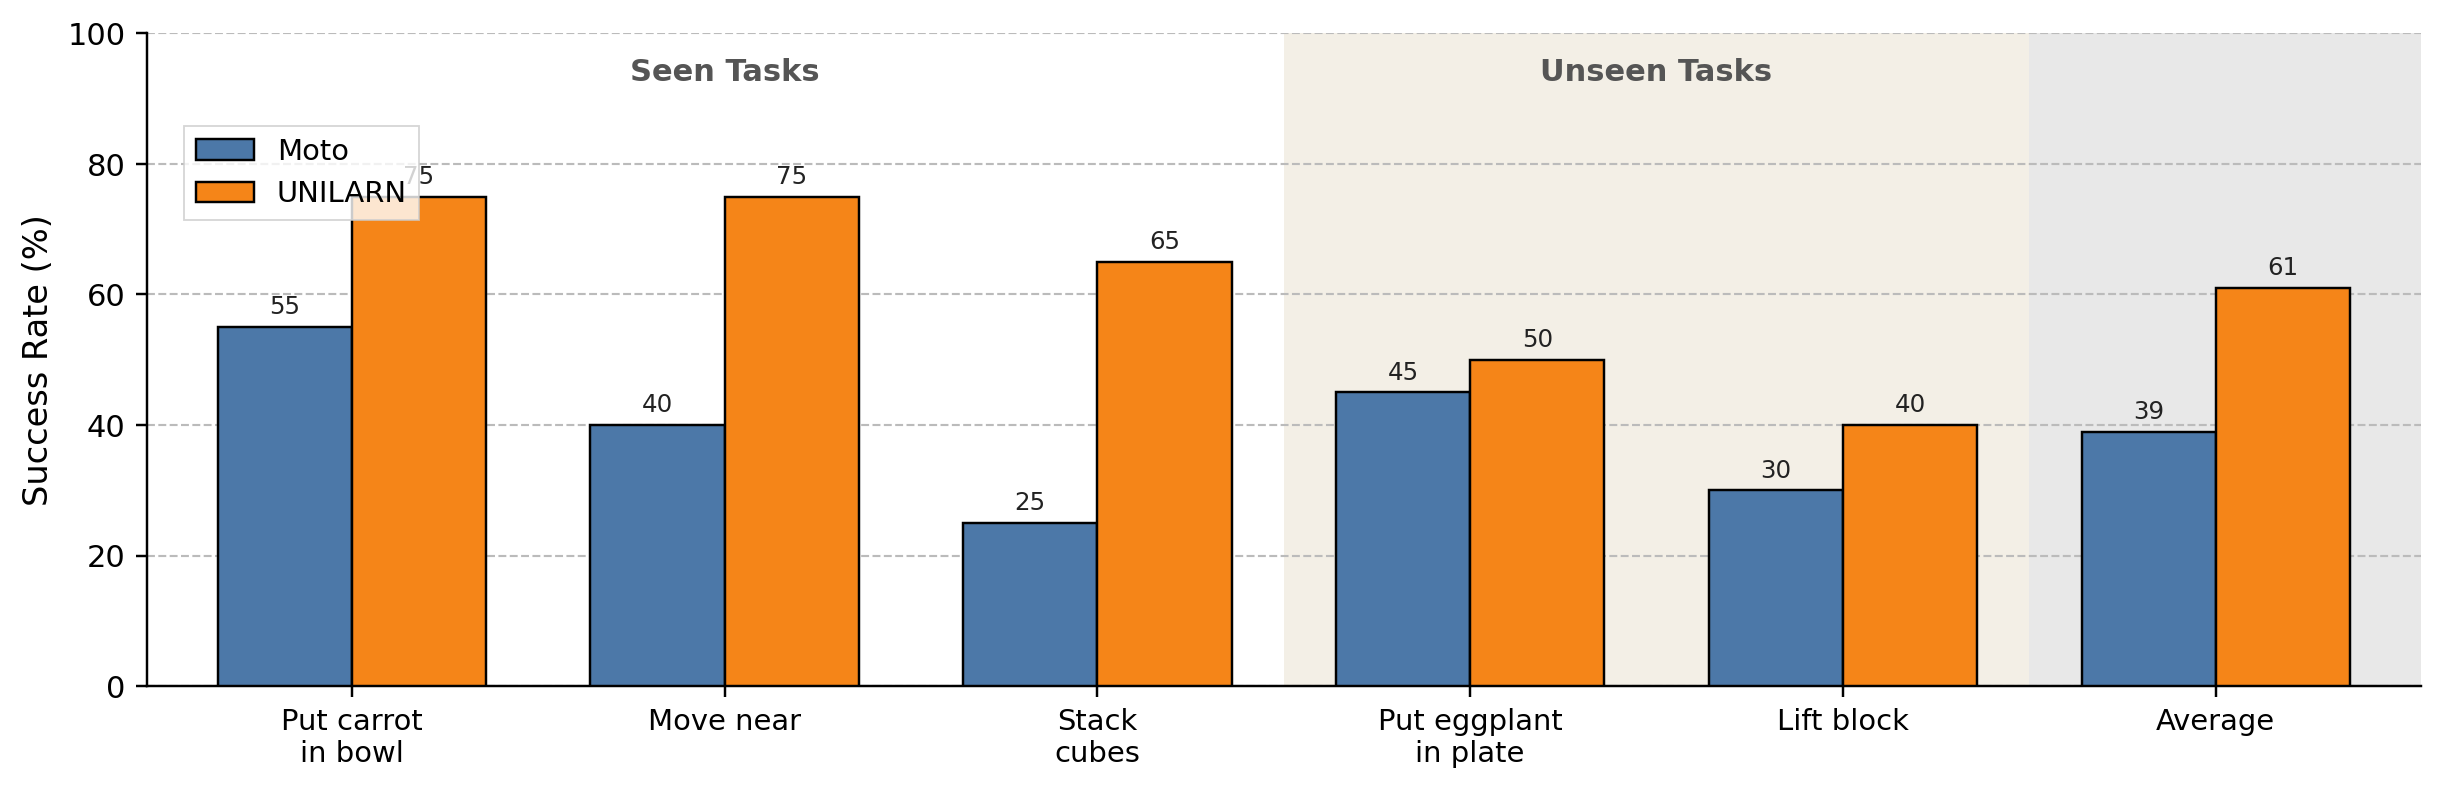 Success Rate (%)
100
80
60
40
20
0
Seen Tasks
Unseen Tasks
Moto
UNILARN
55
75
40
75
25
65
45
50
30
40
39
61
Put carrot
in bowl
Move near
Stack
cubes
Put eggplant
in plate
Lift block
Average